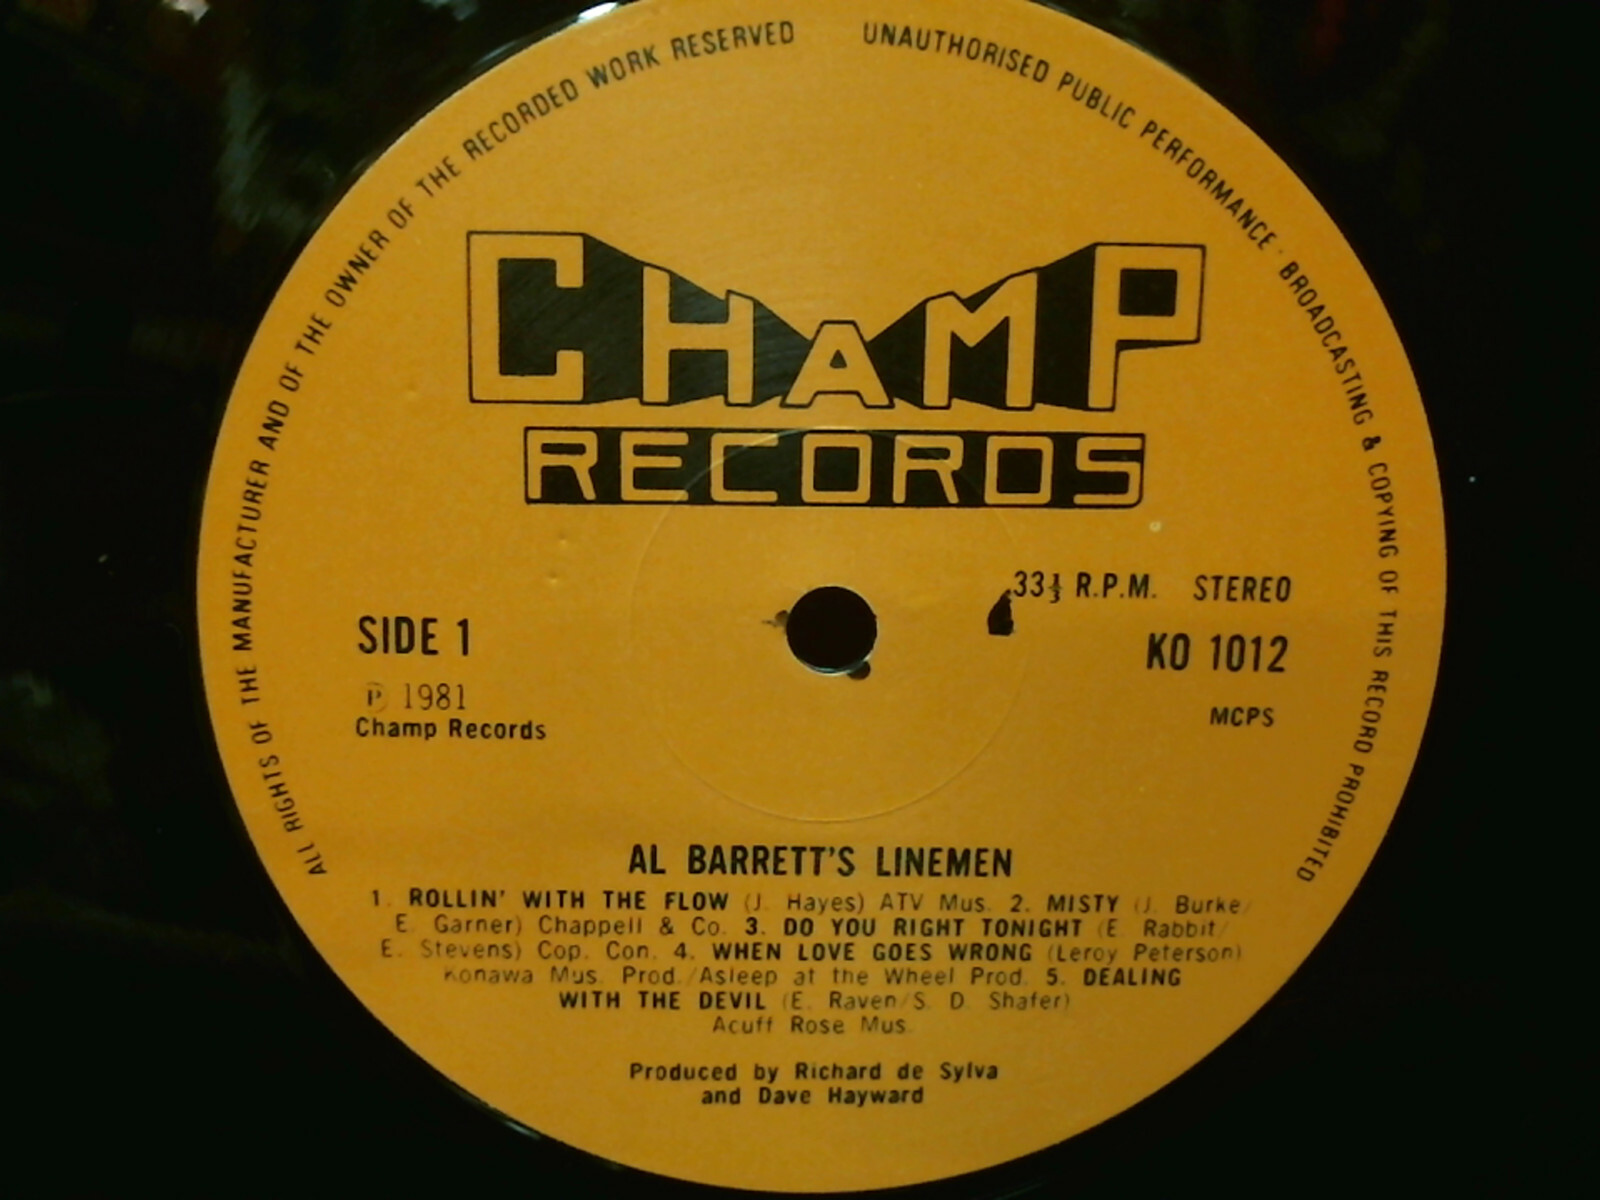 ALL RIGHTS OF THE MANUFACTURER AND OF THE OWNER OF THE RECORDED WORK RESERVED
UNAUTHORISED PUBLIC PERFORMANCE · BROADCASTING & COPYING OF THIS RECORD PROHIBITED
CHAMP
RECORDS
33⅓ R.P.M. STEREO
SIDE 1
KO 1012
℗ 1981
MCPS
Champ Records
AL BARRETT'S LINEMEN
1. ROLLIN' WITH THE FLOW (J. Hayes) ATV Mus. 2. MISTY (J. Burke/
E. Garner) Chappell & Co. 3. DO YOU RIGHT TONIGHT (E. Rabbit/
E. Stevens) Cop. Con. 4. WHEN LOVE GOES WRONG (Leroy Peterson)
Konawa Mus. Prod./Asleep at the Wheel Prod. 5. DEALING
WITH THE DEVIL (E. Raven/S. D. Shafer)
Acuff Rose Mus.
Produced by Richard de Sylva
and Dave Hayward